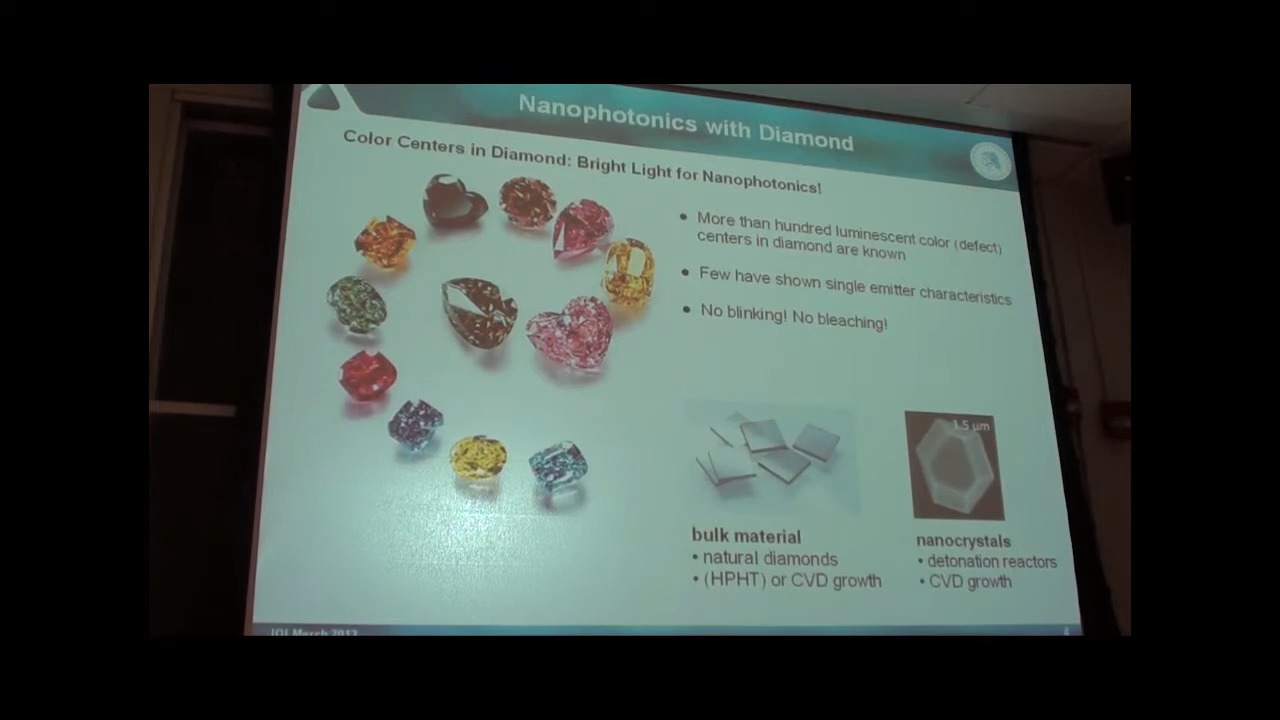 Nanophotonics with Diamond
Color Centers in Diamond: Bright Light for Nanophotonics!
• More than hundred luminescent color (defect)
centers in diamond are known
• Few have shown single emitter characteristics
• No blinking! No bleaching!
1.5 µm
bulk material
• natural diamonds
• (HPHT) or CVD growth
nanocrystals
• detonation reactors
• CVD growth
March